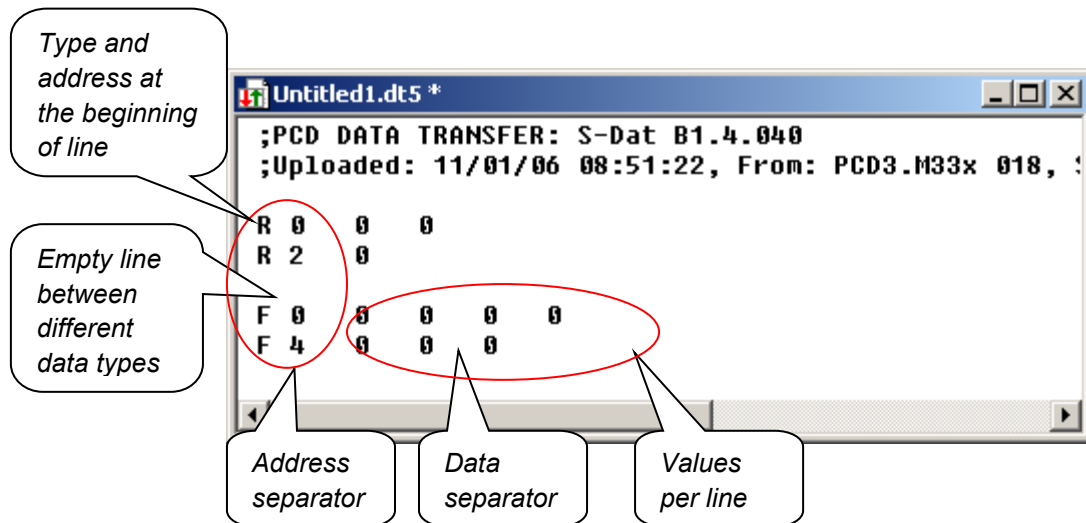 Type and
address at
the beginning
of line
Untitled1.dt5 *
;PCD DATA TRANSFER: S-Dat B1.4.040
;Uploaded: 11/01/06 08:51:22, From: PCD3.M33x 018,
R 0 0 0
R 2 0
Empty line
between
different
data types
F 0 0 0 0 0
F 4 0 0 0
Address
separator
Data
separator
Values
per line